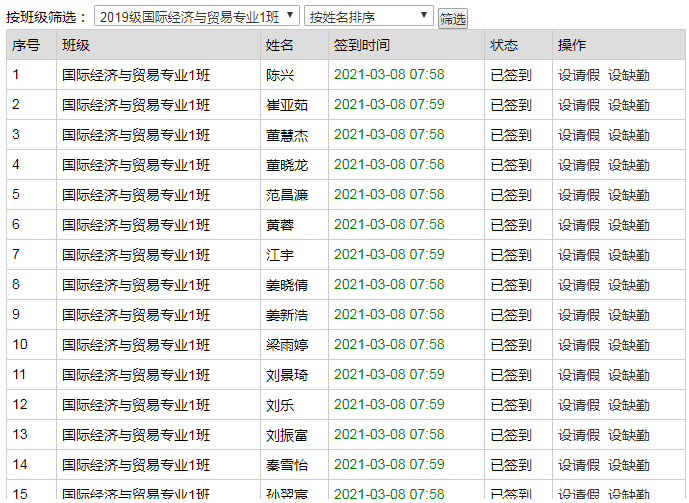 按班级筛选： 2019级国际经济与贸易专业1班 按姓名排序 筛选
序号 班级 姓名 签到时间 状态 操作
1 国际经济与贸易专业1班 陈兴 2021-03-08 07:58 已签到 设请假 设缺勤
2 国际经济与贸易专业1班 崔亚茹 2021-03-08 07:59 已签到 设请假 设缺勤
3 国际经济与贸易专业1班 董慧杰 2021-03-08 07:58 已签到 设请假 设缺勤
4 国际经济与贸易专业1班 董晓龙 2021-03-08 07:58 已签到 设请假 设缺勤
5 国际经济与贸易专业1班 范昌濂 2021-03-08 07:58 已签到 设请假 设缺勤
6 国际经济与贸易专业1班 黄蓉 2021-03-08 07:58 已签到 设请假 设缺勤
7 国际经济与贸易专业1班 江宇 2021-03-08 07:59 已签到 设请假 设缺勤
8 国际经济与贸易专业1班 姜晓倩 2021-03-08 07:58 已签到 设请假 设缺勤
9 国际经济与贸易专业1班 姜新浩 2021-03-08 07:58 已签到 设请假 设缺勤
10 国际经济与贸易专业1班 梁雨婷 2021-03-08 07:58 已签到 设请假 设缺勤
11 国际经济与贸易专业1班 刘景琦 2021-03-08 07:59 已签到 设请假 设缺勤
12 国际经济与贸易专业1班 刘乐 2021-03-08 07:59 已签到 设请假 设缺勤
13 国际经济与贸易专业1班 刘振富 2021-03-08 07:58 已签到 设请假 设缺勤
14 国际经济与贸易专业1班 秦雪怡 2021-03-08 07:59 已签到 设请假 设缺勤
15 国际经济与贸易专业1班 孙翌宸 2021-03-08 07:58 已签到 设请假 设缺勤